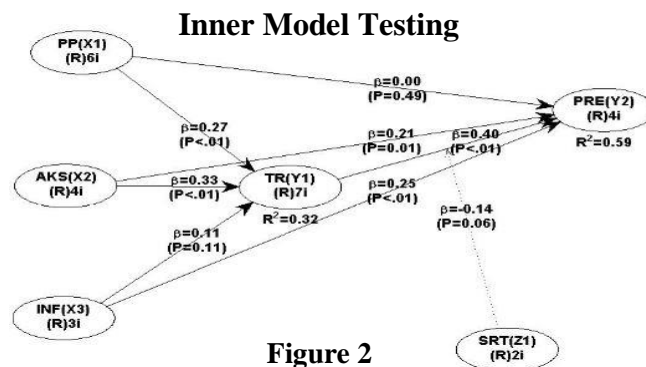 Inner Model Testing
PP(X1)
(R)6i
β=0.00
(P=0.49)
PRE(Y2)
(R)4i
R²=0.59
β=0.27
(P<.01)
β=0.21
(P=0.01)
β=0.40
(P<.01)
AKS(X2)
(R)4i
β=0.33
(P<.01)
TR(Y1)
(R)7i
R²=0.32
β=0.25
(P<.01)
β=0.11
(P=0.11)
β=-0.14
(P=0.06)
INF(X3)
(R)3i
SRT(Z1)
(R)2i
Figure 2